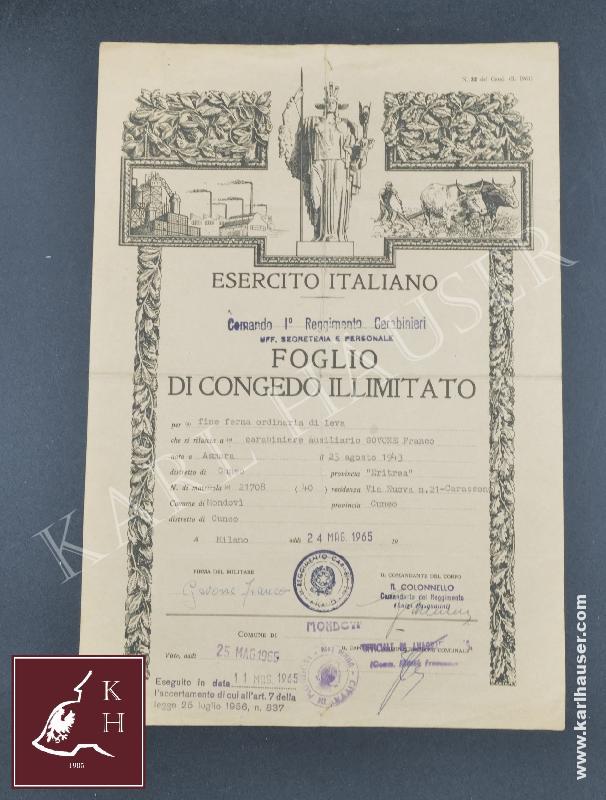 N. 32 del Catal. (R. 1961)
ESERCITO ITALIANO
Comando 1° Reggimento Carabinieri
UFF. SEGRETERIA E PERSONALE
FOGLIO
DI CONGEDO ILLIMITATO
per fine ferma ordinaria di leva
che si rilascia a carabiniere ausiliario GOVONE Franco
nato a Asmara il 23 agosto 1943
distretto di Cuneo provincia "Eritrea"
N. di matricola 21708 (40) residenza Via Nuova n.21-Carassone
Comune di Mondovì provincia Cuneo
distretto di Cuneo
A Milano addì 24 MAG. 1965 19
FIRMA DEL MILITARE IL COMANDANTE DEL CORPO
IL COLONNELLO
Comandante del Reggimento
Govone Franco
COMUNE DI MONDOVI'
Visto, addì 25 MAG 1965
Eseguito in data 11 MAG. 1965
l'accertamento di cui all'art. 7 della
legge 25 luglio 1956, n. 837
KARL HAUSER
K
H
1985
www.karlhauser.com